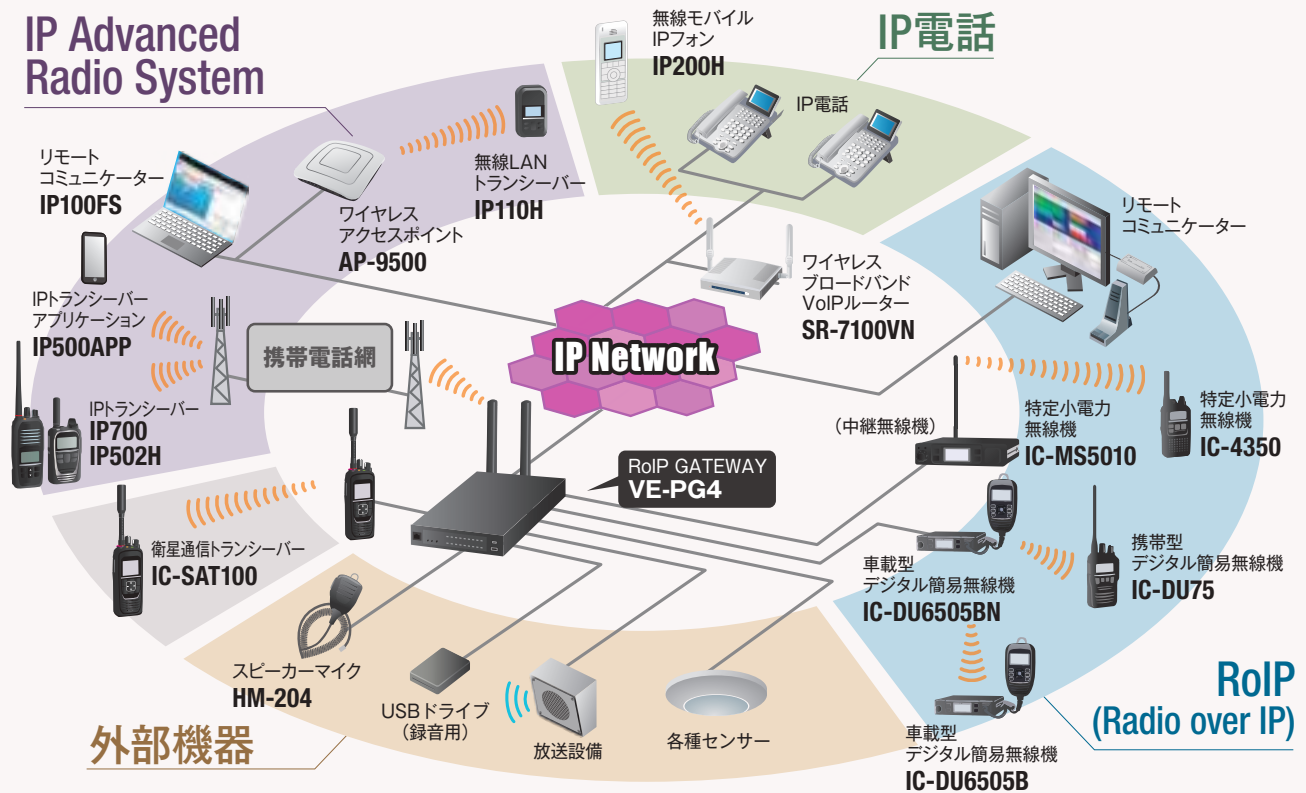 IP Advanced
Radio System
IP電話
無線モバイル
IPフォン
IP200H
IP電話
リモート
コミュニケーター
IP100FS
無線LAN
トランシーバー
IP110H
ワイヤレス
アクセスポイント
AP-9500
リモート
コミュニケーター
ワイヤレス
ブロードバンド
VoIPルーター
SR-7100VN
IPトランシーバー
アプリケーション
IP500APP
携帯電話網
IP Network
IPトランシーバー
IP700
IP502H
(中継無線機)
特定小電力
無線機
IC-MS5010
特定小電力
無線機
IC-4350
RoIP GATEWAY
VE-PG4
衛星通信トランシーバー
IC-SAT100
車載型
デジタル簡易無線機
IC-DU6505BN
携帯型
デジタル簡易無線機
IC-DU75
スピーカーマイク
HM-204
USBドライブ
(録音用)
放送設備
各種センサー
車載型
デジタル簡易無線機
IC-DU6505B
外部機器
RoIP
(Radio over IP)